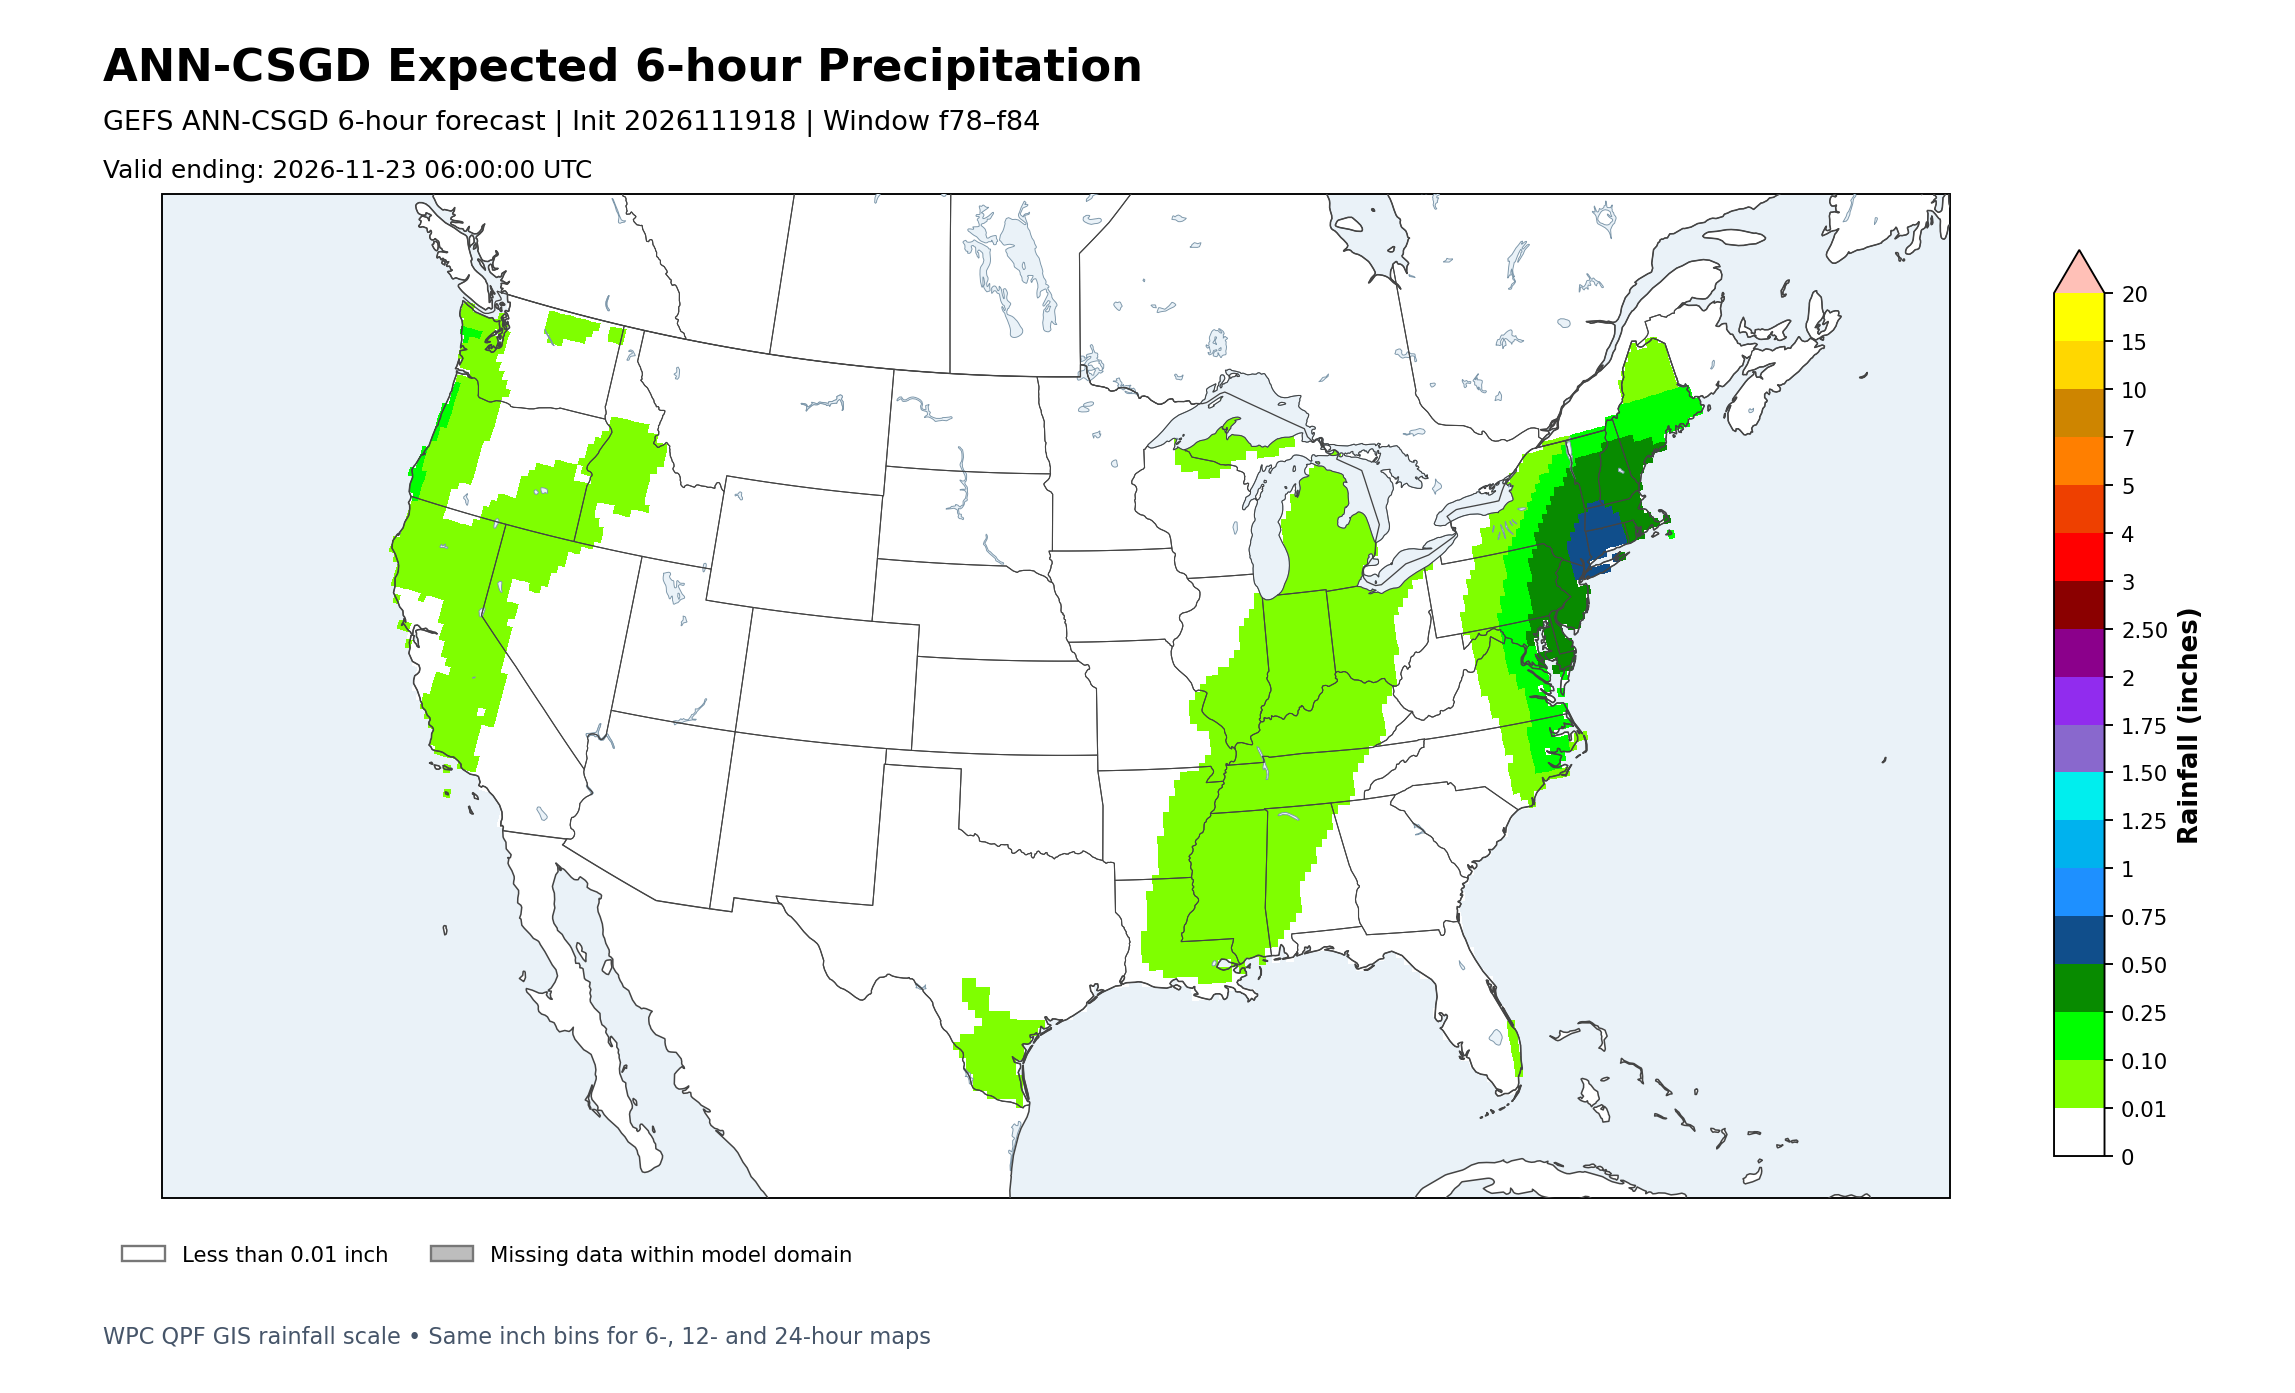 ANN-CSGD Expected 6-hour Precipitation
GEFS ANN-CSGD 6-hour forecast | Init 2026111918 | Window f78–f84
Valid ending: 2026-11-23 06:00:00 UTC
20
15
10
7
5
4
3
2.50
2
1.75
1.50
1.25
1
0.75
0.50
0.25
0.10
0.01
0
Rainfall (inches)
Less than 0.01 inch
Missing data within model domain
WPC QPF GIS rainfall scale • Same inch bins for 6-, 12- and 24-hour maps